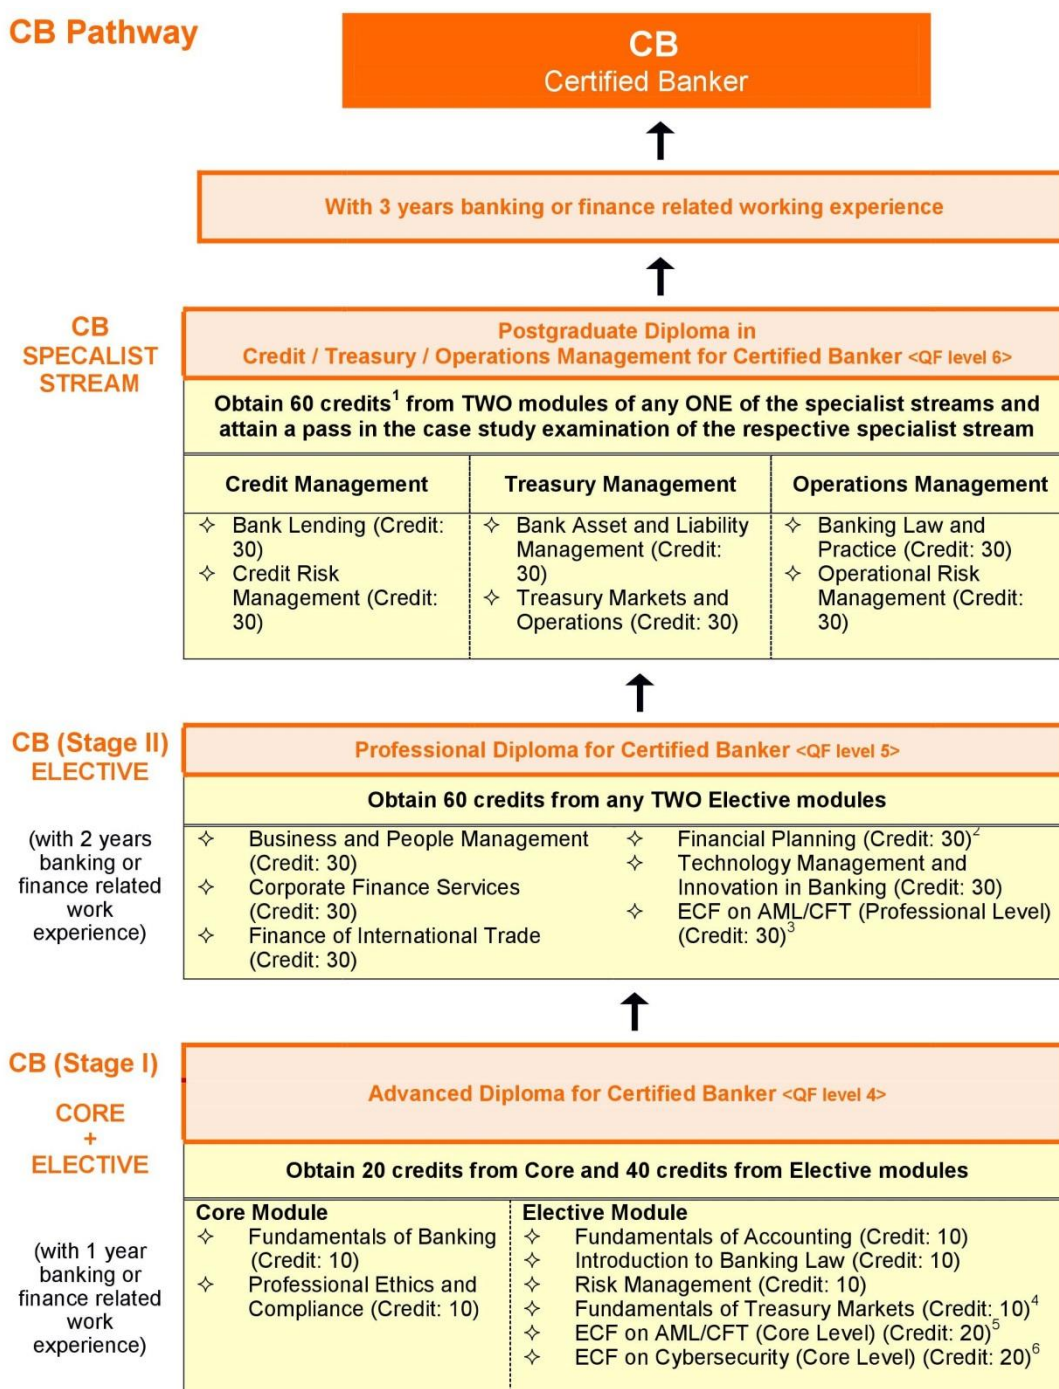 CB Pathway
CB
Certified Banker
With 3 years banking or finance related working experience
CB
SPECALIST
STREAM
Postgraduate Diploma in
Credit / Treasury / Operations Management for Certified Banker <QF level 6>
Obtain 60 credits1 from TWO modules of any ONE of the specialist streams and
attain a pass in the case study examination of the respective specialist stream
Credit Management
✧ Bank Lending (Credit:
30)
✧ Credit Risk
Management (Credit:
30)
Treasury Management
✧ Bank Asset and Liability
Management (Credit:
30)
✧ Treasury Markets and
Operations (Credit: 30)
Operations Management
✧ Banking Law and
Practice (Credit: 30)
✧ Operational Risk
Management (Credit:
30)
CB (Stage II)
ELECTIVE
(with 2 years
banking or
finance related
work
experience)
Professional Diploma for Certified Banker <QF level 5>
Obtain 60 credits from any TWO Elective modules
✧ Business and People Management
(Credit: 30)
✧ Corporate Finance Services
(Credit: 30)
✧ Finance of International Trade
(Credit: 30)
✧ Financial Planning (Credit: 30)2
✧ Technology Management and
Innovation in Banking (Credit: 30)
✧ ECF on AML/CFT (Professional Level)
(Credit: 30)3
CB (Stage I)
CORE
+
ELECTIVE
(with 1 year
banking or
finance related
work
experience)
Advanced Diploma for Certified Banker <QF level 4>
Obtain 20 credits from Core and 40 credits from Elective modules
Core Module
✧ Fundamentals of Banking
(Credit: 10)
✧ Professional Ethics and
Compliance (Credit: 10)
Elective Module
✧ Fundamentals of Accounting (Credit: 10)
✧ Introduction to Banking Law (Credit: 10)
✧ Risk Management (Credit: 10)
✧ Fundamentals of Treasury Markets (Credit: 10)4
✧ ECF on AML/CFT (Core Level) (Credit: 20)5
✧ ECF on Cybersecurity (Core Level) (Credit: 20)6